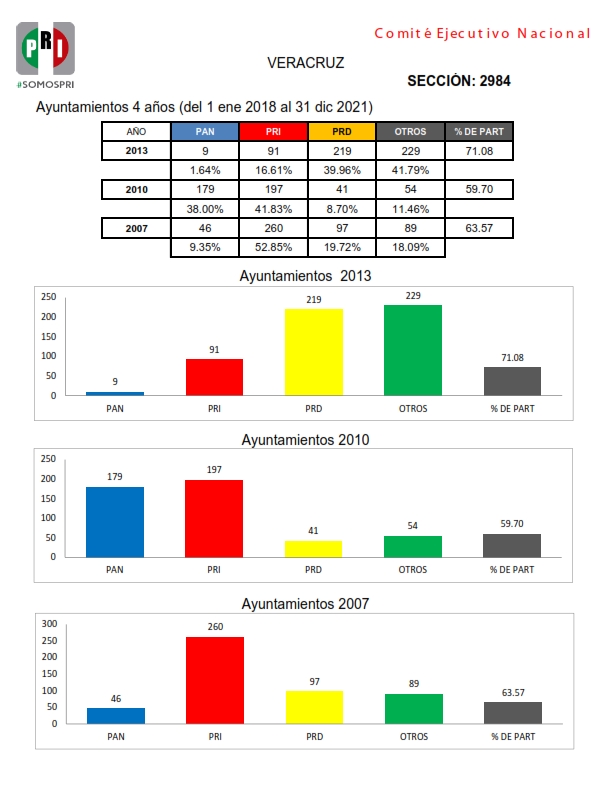 Comité Ejecutivo Nacional
PRI
#SOMOSPRI
VERACRUZ
SECCIÓN: 2984
Ayuntamientos 4 años (del 1 ene 2018 al 31 dic 2021)
AÑO PAN PRI PRD OTROS % DE PART
2013 9 91 219 229 71.08
1.64% 16.61% 39.96% 41.79%
2010 179 197 41 54 59.70
38.00% 41.83% 8.70% 11.46%
2007 46 260 97 89 63.57
9.35% 52.85% 19.72% 18.09%
Ayuntamientos 2013
250
200
150
100
50
0
9 91 219 229 71.08
PAN PRI PRD OTROS % DE PART
Ayuntamientos 2010
250
200
150
100
50
0
179 197 41 54 59.70
PAN PRI PRD OTROS % DE PART
Ayuntamientos 2007
300
250
200
150
100
50
0
46 260 97 89 63.57
PAN PRI PRD OTROS % DE PART